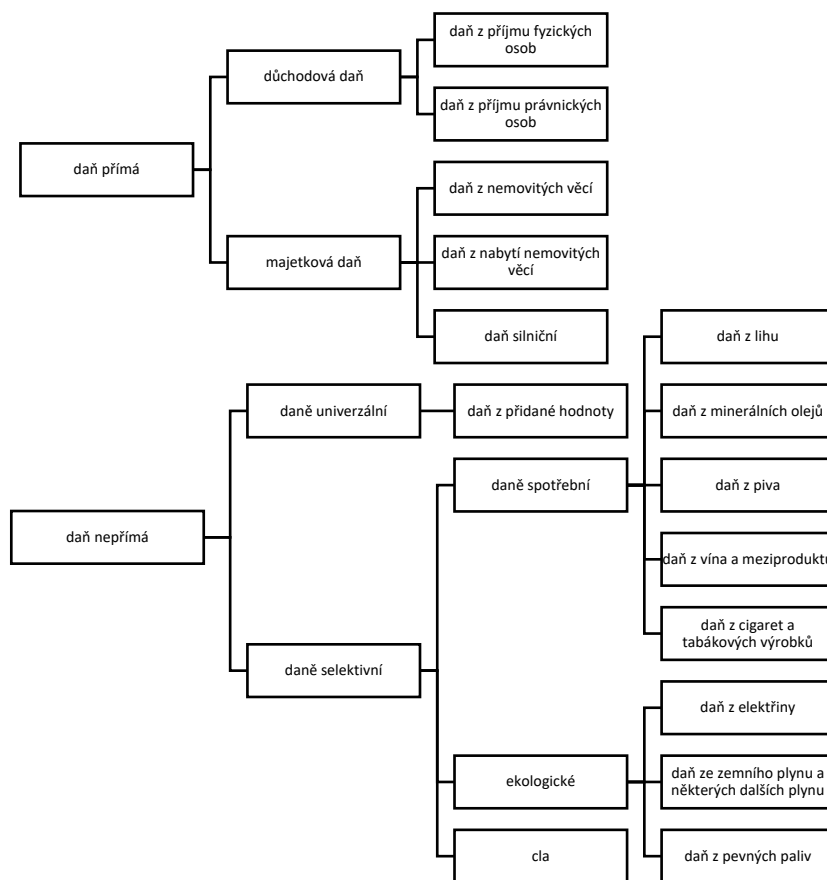 daň přímá
důchodová daň
daň z příjmu fyzických
osob
daň z příjmu právnických
osob
majetková daň
daň z nemovitých věcí
daň z nabytí nemovitých
věcí
daň silniční
daň nepřímá
daně univerzální
daň z přidané hodnoty
daně selektivní
daně spotřební
daň z lihu
daň z minerálních olejů
daň z piva
daň z vína a meziproduktu
daň z cigaret a
tabákových výrobků
ekologické
daň z elektřiny
daň ze zemního plynu a
některých dalších plynu
daň z pevných paliv
cla